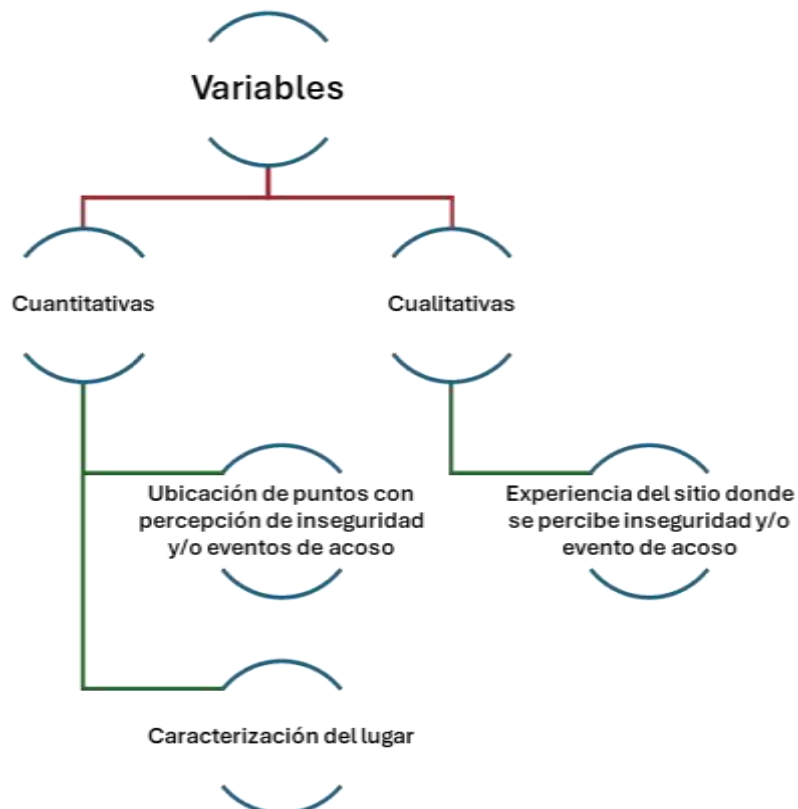 Variables
Cuantitativas
Cualitativas
Ubicación de puntos con
percepción de inseguridad
y/o eventos de acoso
Experiencia del sitio donde
se percibe inseguridad y/o
evento de acoso
Caracterización del lugar